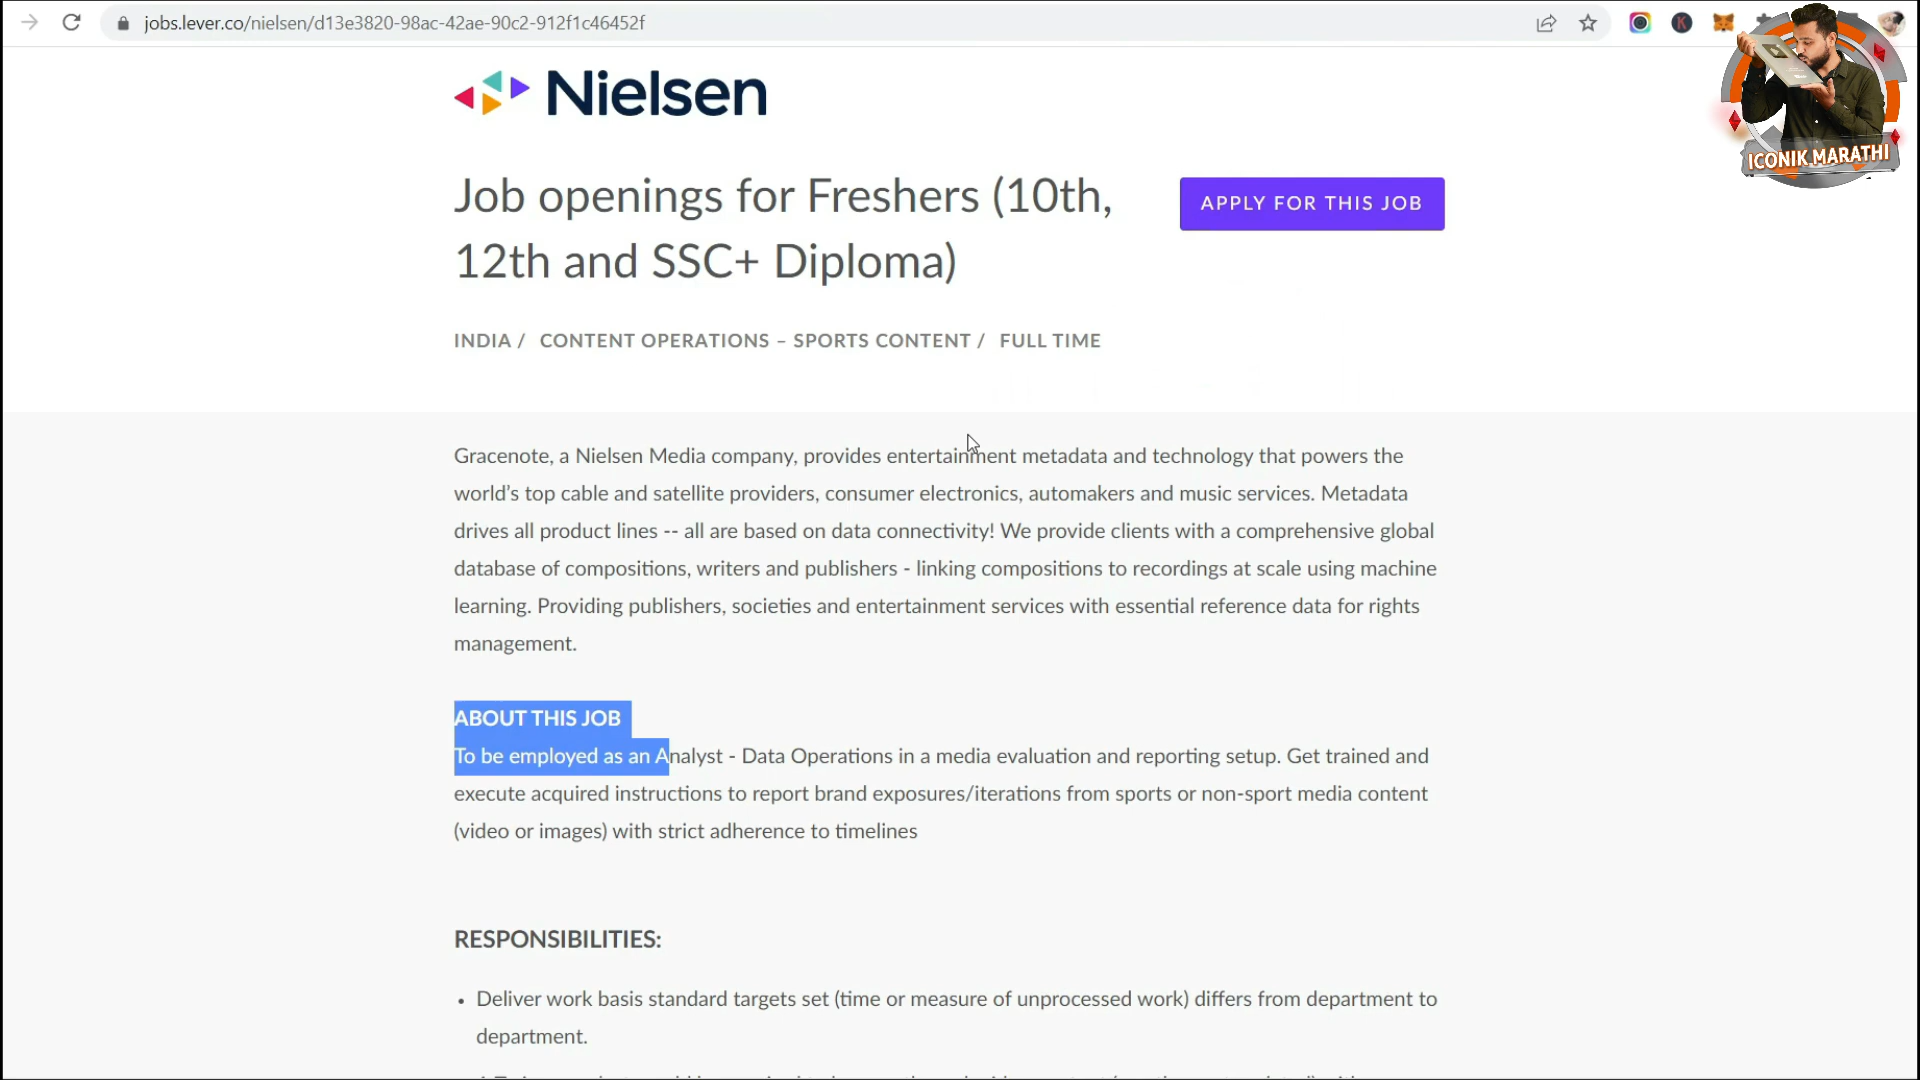 jobs.lever.co/nielsen/d13e3820-98ac-42ae-90c2-912f1c46452f
Nielsen
ICONIK MARATHI
Job openings for Freshers (10th,
12th and SSC+ Diploma)
APPLY FOR THIS JOB
INDIA / CONTENT OPERATIONS – SPORTS CONTENT / FULL TIME
Gracenote, a Nielsen Media company, provides entertainment metadata and technology that powers the
world’s top cable and satellite providers, consumer electronics, automakers and music services. Metadata
drives all product lines -- all are based on data connectivity! We provide clients with a comprehensive global
database of compositions, writers and publishers - linking compositions to recordings at scale using machine
learning. Providing publishers, societies and entertainment services with essential reference data for rights
management.
ABOUT THIS JOB
To be employed as an Analyst - Data Operations in a media evaluation and reporting setup. Get trained and
execute acquired instructions to report brand exposures/iterations from sports or non-sport media content
(video or images) with strict adherence to timelines
RESPONSIBILITIES:
• Deliver work basis standard targets set (time or measure of unprocessed work) differs from department to
department.